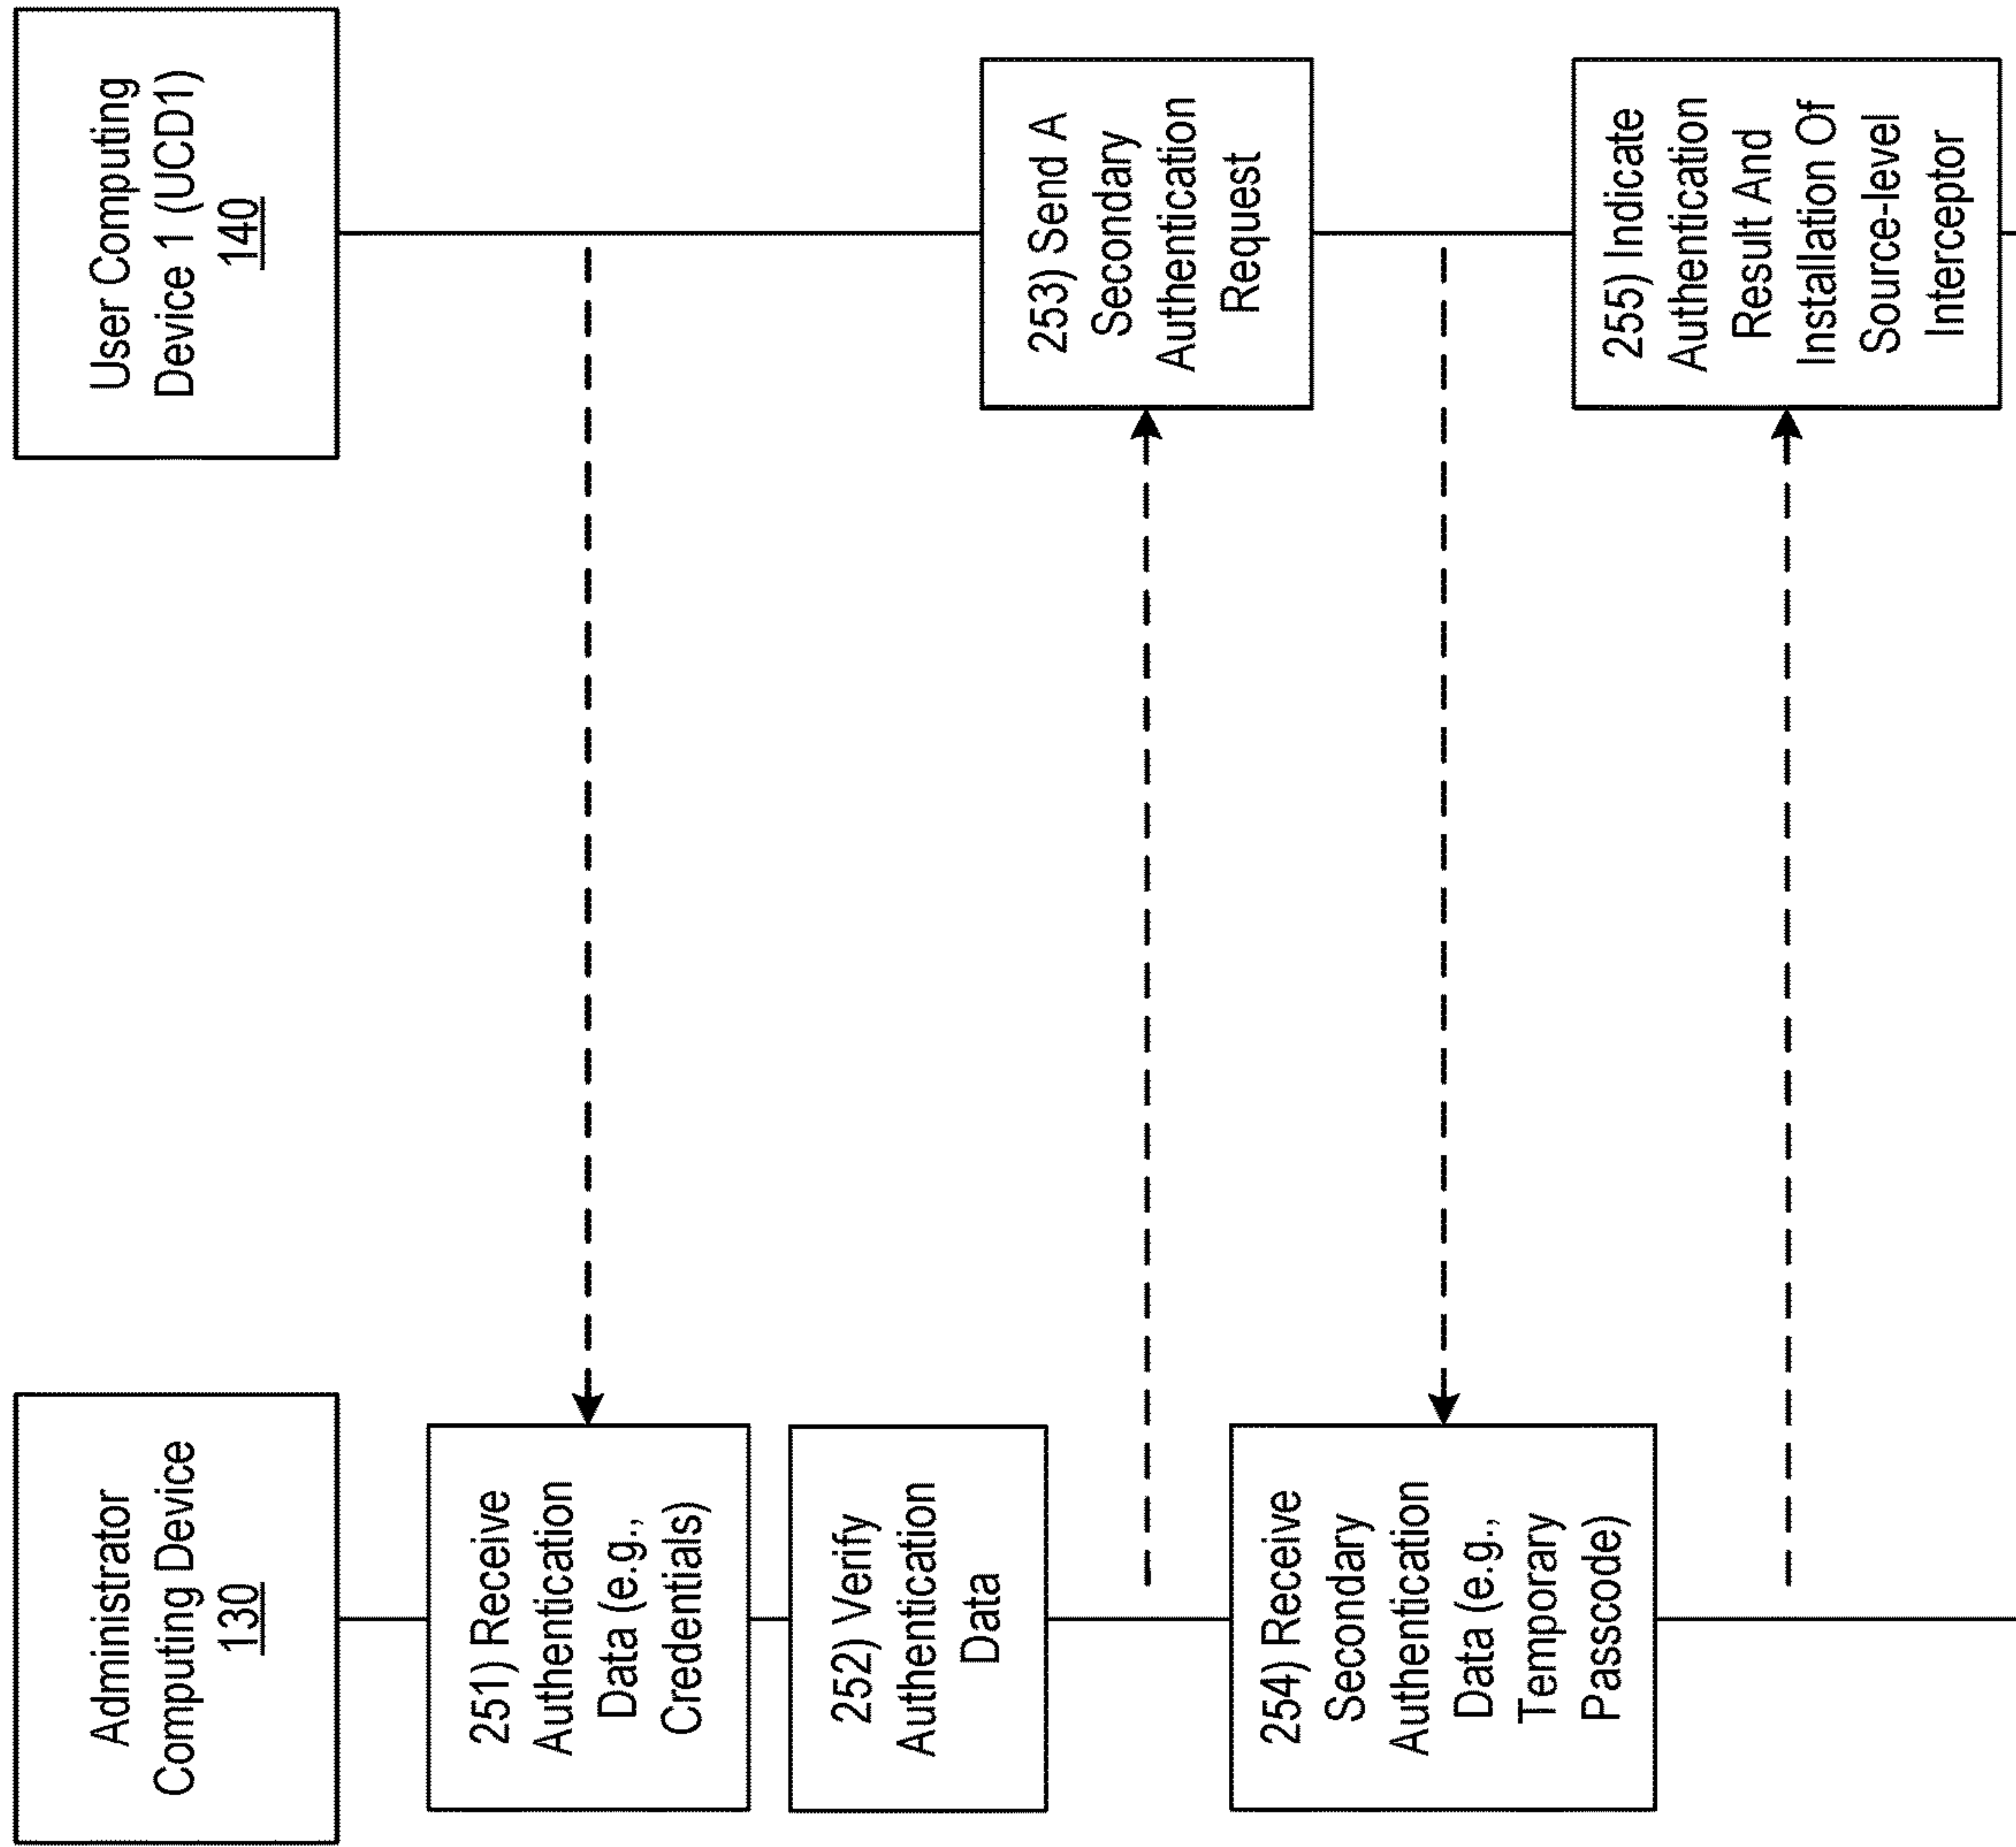 Administrator
Computing Device
130
User Computing
Device 1 (UCD1)
140
251) Receive
Authentication
Data (e.g.,
Credentials)
252) Verify
Authentication
Data
253) Send A
Secondary
Authentication
Request
254) Receive
Secondary
Authentication
Data (e.g.,
Temporary
Passcode)
255) Indicate
Authentication
Result And
Installation Of
Source-level
Interceptor